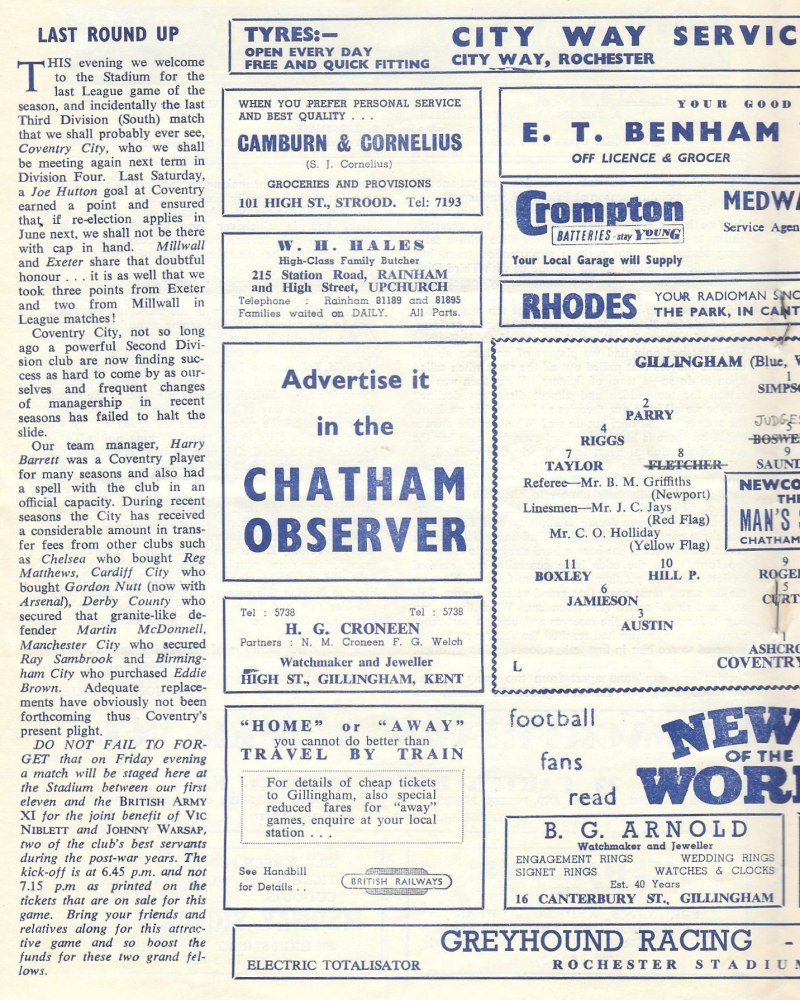 LAST ROUND UP
THIS evening we welcome
to the Stadium for the
last League game of the
season, and incidentally the last
Third Division (South) match
that we shall probably ever see,
Coventry City, who we shall
be meeting again next term in
Division Four. Last Saturday,
a Joe Hutton goal at Coventry
earned a point and ensured
that, if re-election applies in
June next, we shall not be there
with cap in hand. Millwall
and Exeter share that doubtful
honour . . . it is as well that we
took three points from Exeter
and two from Millwall in
League matches!
Coventry City, not so long
ago a powerful Second Divi-
sion club are now finding suc-
cess as hard to come by as our-
selves and frequent changes
of managership in recent
seasons has failed to halt the
slide.
Our team manager, Harry
Barrett was a Coventry player
for many seasons and also had
a spell with the club in an
official capacity. During recent
seasons the City has received
a considerable amount in trans-
fer fees from other clubs such
as Chelsea who bought Reg
Matthews, Cardiff City who
bought Gordon Nutt (now with
Arsenal), Derby County who
secured that granite-like de-
fender Martin McDonnell,
Manchester City who secured
Ray Sambrook and Birming-
ham City who purchased Eddie
Brown. Adequate replace-
ments have obviously not been
forthcoming thus Coventry's
present plight.
DO NOT FAIL TO FOR-
GET that on Friday evening
a match will be staged here at
the Stadium between our first
eleven and the BRITISH ARMY
XI for the joint benefit of VIC
NIBLETT and JOHNNY WARSAP,
two of the club's best servants
during the post-war years. The
kick-off is at 6.45 p.m. and not
7.15 p.m as printed on the
tickets that are on sale for this
game. Bring your friends and
relatives along for this attrac-
tive game and so boost the
funds for these two grand fel-
lows.
TYRES:—
OPEN EVERY DAY
FREE AND QUICK FITTING
CITY WAY SERVIC
CITY WAY, ROCHESTER
WHEN YOU PREFER PERSONAL SERVICE
AND BEST QUALITY . . .
CAMBURN & CORNELIUS
(S. J. Cornelius)
GROCERIES AND PROVISIONS
101 HIGH ST., STROOD. Tel: 7193
W. H. HALES
High-Class Family Butcher
215 Station Road, RAINHAM
and High Street, UPCHURCH
Telephone : Rainham 81189 and 81895
Families waited on DAILY. All Parts.
Advertise it
in the
CHATHAM
OBSERVER
Tel : 5738 Tel : 5738
H. G. CRONEEN
Partners : N. M. Croneen F. G. Welch
Watchmaker and Jeweller
HIGH ST., GILLINGHAM, KENT
"HOME" or "AWAY"
you cannot do better than
TRAVEL BY TRAIN
For details of cheap tickets
to Gillingham, also special
reduced fares for "away"
games, enquire at your local
station . . .
See Handbill
for Details . .
BRITISH RAILWAYS
YOUR GOOD
E. T. BENHAM
OFF LICENCE & GROCER
Crompton
BATTERIES-stay YOUNG
Your Local Garage will Supply
MEDWA
Service Agen
RHODES
YOUR RADIOMAN SINC
THE PARK, IN CANT
GILLINGHAM (Blue, W
1
SIMPS
2
PARRY
JUDGES
4 5
RIGGS BOSWE
7 8 9
TAYLOR FLETCHER SAUND
Referee—Mr. B. M. Griffiths
(Newport)
Linesmen—Mr. J. C. Jays
(Red Flag)
Mr. C. O. Holliday
(Yellow Flag)
NEWCO
THE
MAN'S S
CHATHAM
11 10 9
BOXLEY HILL P. ROGE
6 5
JAMIESON CURT
3
AUSTIN
1
ASHCRO
L COVENTRY
football
fans
read
NEW
OF THE
WORL
B. G. ARNOLD
Watchmaker and Jeweller
ENGAGEMENT RINGS WEDDING RINGS
SIGNET RINGS WATCHES & CLOCKS
Est. 40 Years
16 CANTERBURY ST., GILLINGHAM
GREYHOUND RACING -
ELECTRIC TOTALISATOR ROCHESTER STADIUM